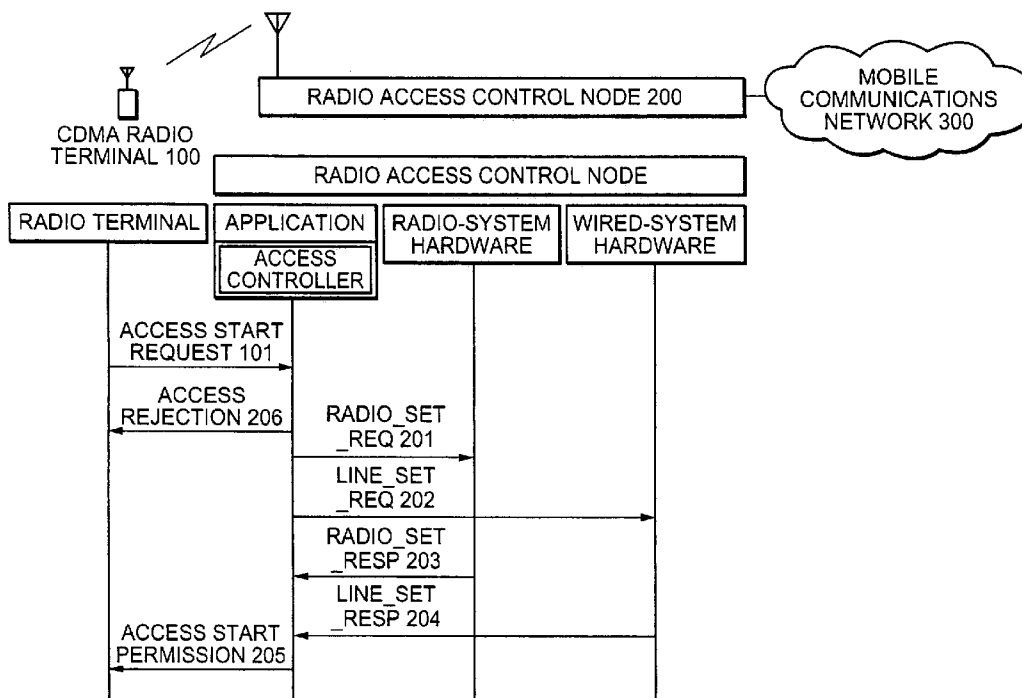 RADIO ACCESS CONTROL NODE 200
MOBILE
COMMUNICATIONS
NETWORK 300
CDMA RADIO
TERMINAL 100
RADIO ACCESS CONTROL NODE
RADIO TERMINAL
APPLICATION
ACCESS
CONTROLLER
RADIO-SYSTEM
HARDWARE
WIRED-SYSTEM
HARDWARE
ACCESS START
REQUEST 101
ACCESS
REJECTION 206
RADIO_SET
_REQ 201
LINE_SET
_REQ 202
RADIO_SET
_RESP 203
LINE_SET
_RESP 204
ACCESS START
PERMISSION 205